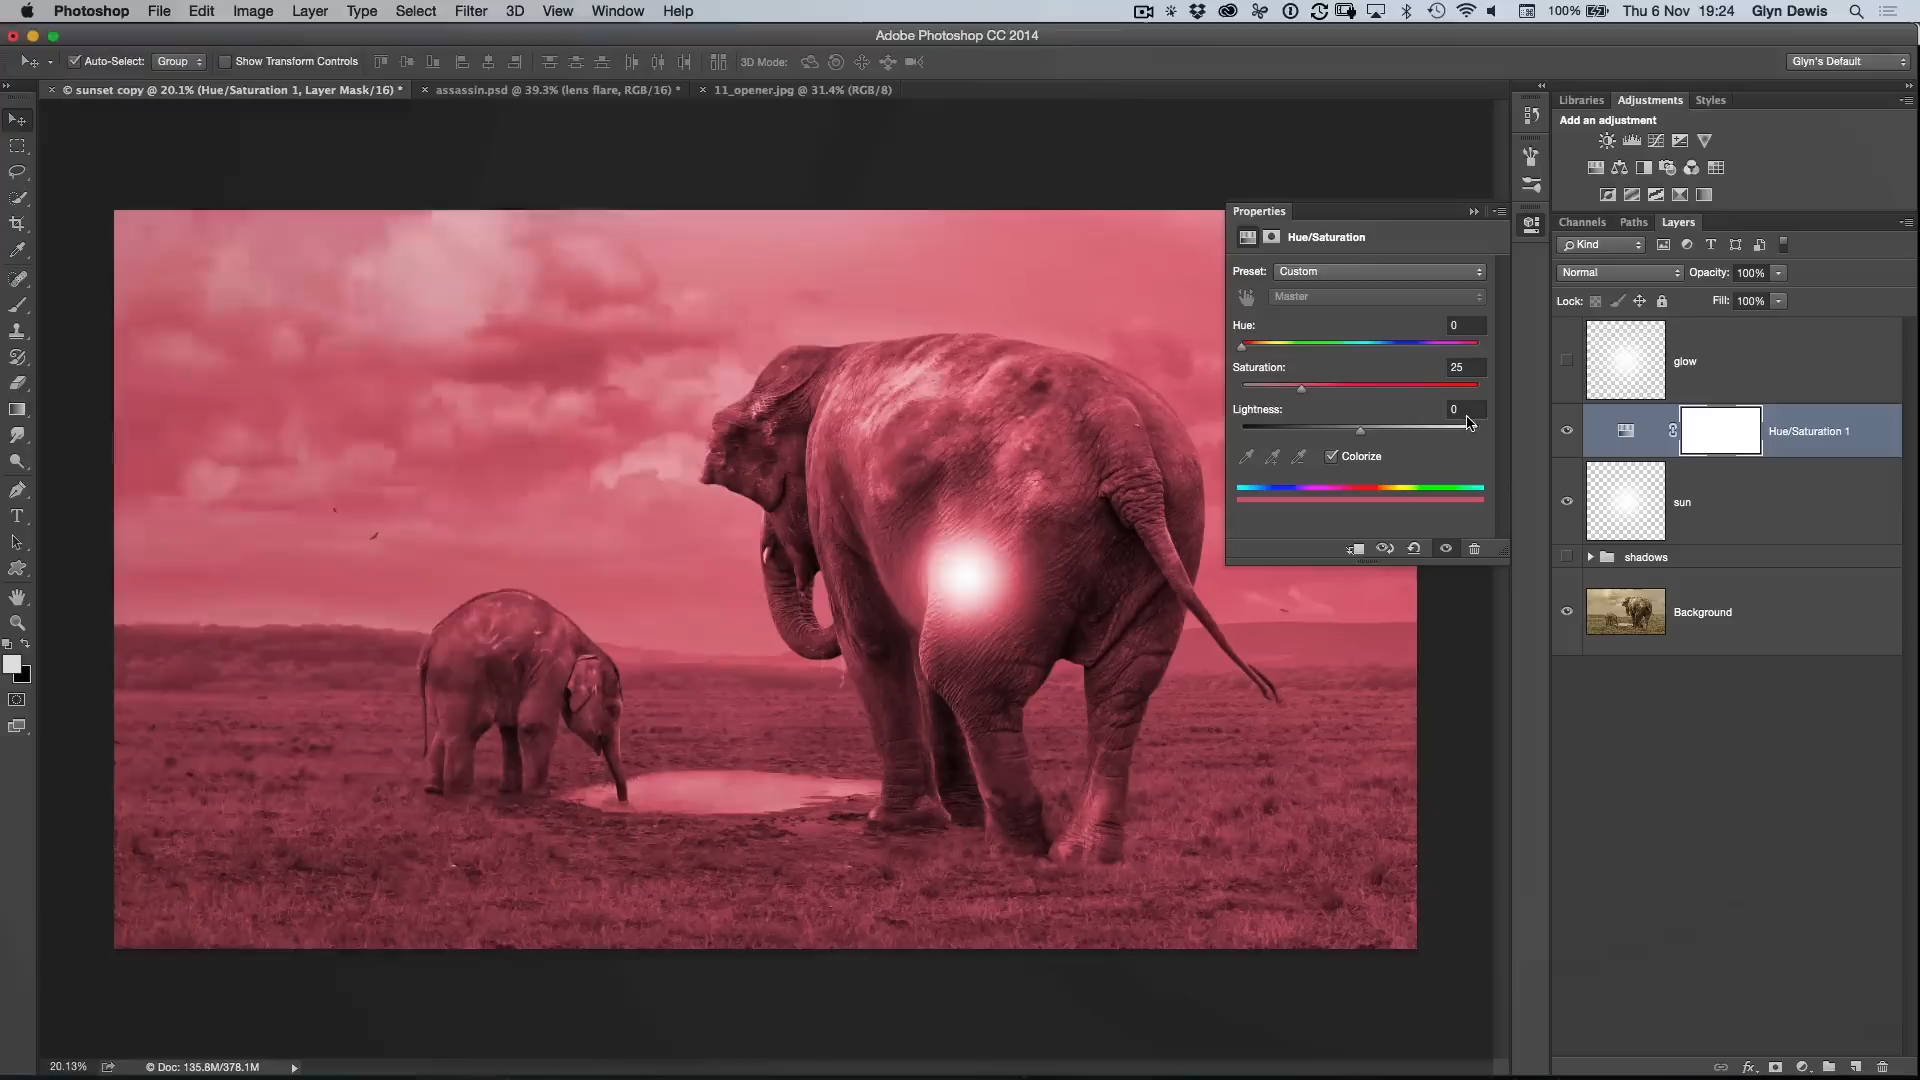 Photoshop File Edit Image Layer Type Select Filter 3D View Window Help 100% Thu 6 Nov 19:24 Glyn Dewis
Adobe Photoshop CC 2014
Auto-Select: Group Show Transform Controls 3D Mode: Glyn's Default
× © sunset copy @ 20.1% (Hue/Saturation 1, Layer Mask/16) * × assassin.psd @ 39.3% (lens flare, RGB/16) * × 11_opener.jpg @ 31.4% (RGB/8)
Libraries Adjustments Styles
Add an adjustment
Properties
Hue/Saturation
Preset: Custom
Master
Hue: 0
Saturation: 25
Lightness: 0
Colorize
Channels Paths Layers
Kind
Normal Opacity: 100%
Lock: Fill: 100%
glow
Hue/Saturation 1
sun
shadows
Background
20.13% © Doc: 135.8M/378.1M